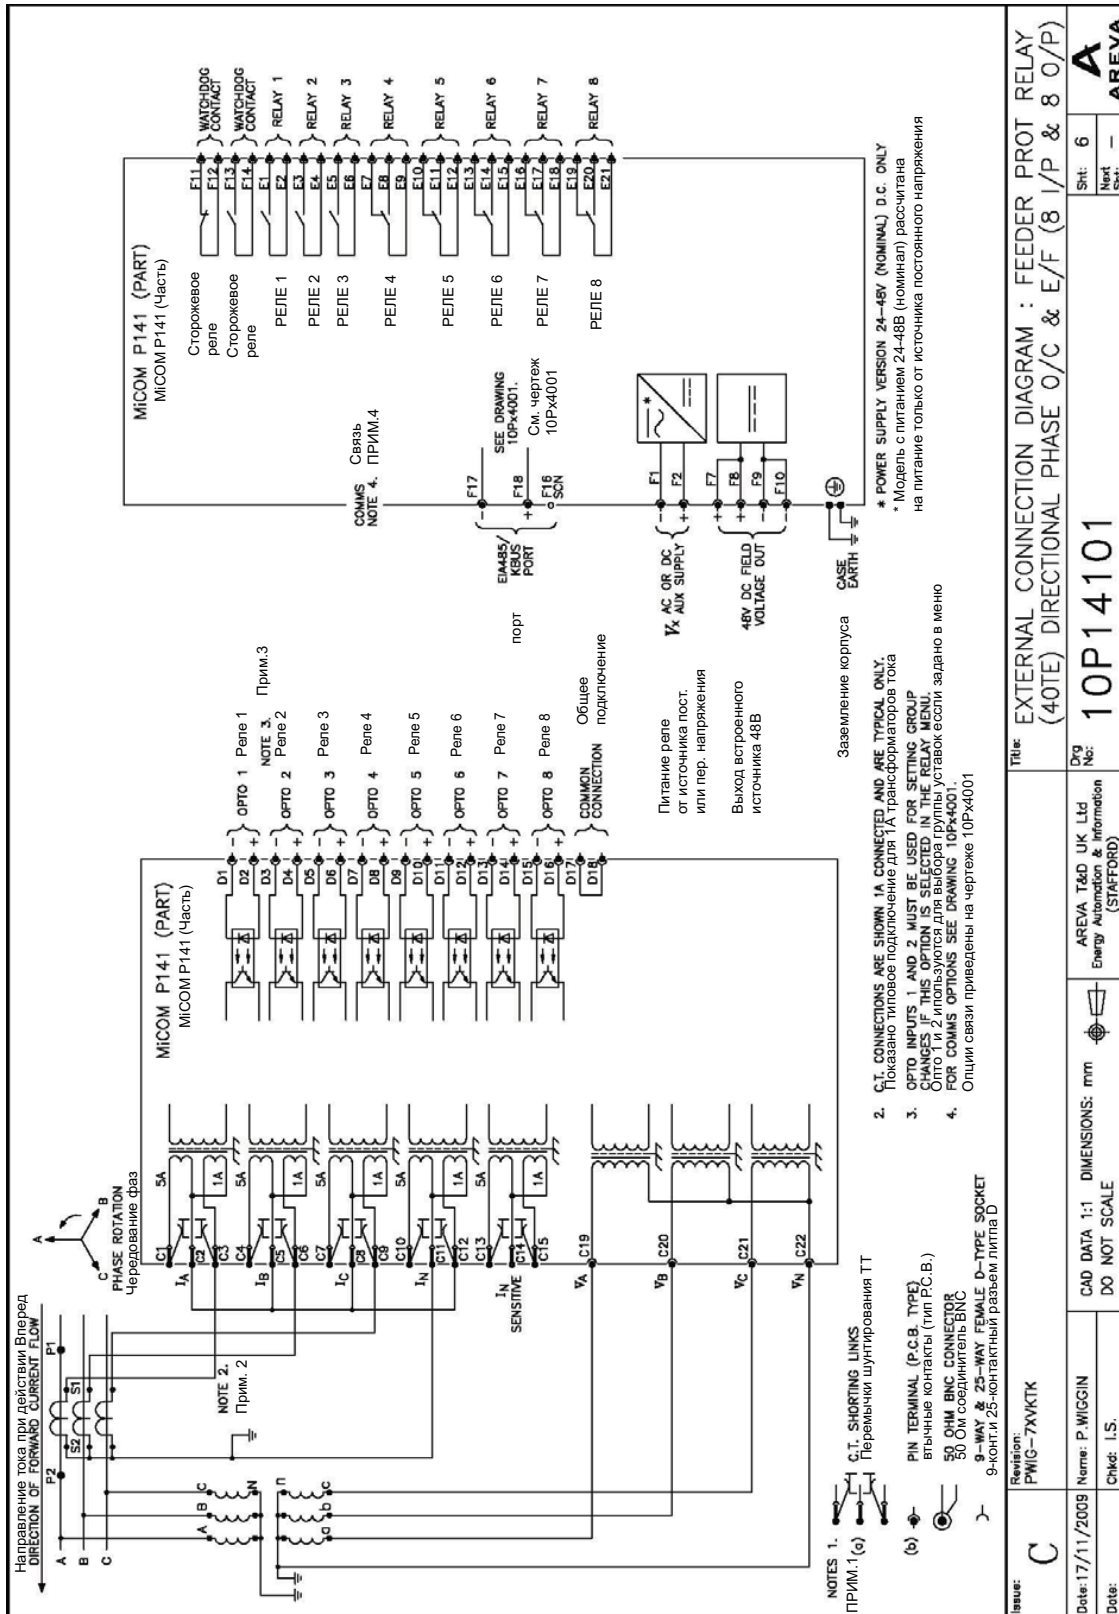 Направление тока при действии Вперед
DIRECTION OF FORWARD CURRENT FLOW
A
B
C
P2
P1
S2
S1
A
B
C
PHASE ROTATION
Чередование фаз
NOTE 2.
Прим. 2
A
B
C
N
n
a
b
c
MiCOM P141 (PART)
MiCOM P141 (Часть)
5A
1A
5A
1A
5A
1A
5A
1A
5A
1A
C1
C2
C3
IA
C4
C5
C6
IB
C7
C8
C9
IC
C10
C11
C12
IN
C13
C14
C15
IN
SENSITIVE
C19
VA
C20
VB
C21
VC
C22
VN
D1
D2
D3
D4
D5
D6
D7
D8
D9
D10
D11
D12
D13
D14
D15
D16
D17
D18
-
+
-
+
-
+
-
+
-
+
-
+
-
+
-
+
OPTO 1
Реле 1
NOTE 3.
Прим.3
OPTO 2
Реле 2
OPTO 3
Реле 3
OPTO 4
Реле 4
OPTO 5
Реле 5
OPTO 6
Реле 6
OPTO 7
Реле 7
OPTO 8
Реле 8
COMMON
CONNECTION
Общее
подключение
MiCOM P141 (PART)
MiCOM P141 (Часть)
Сторожевое
реле
Сторожевое
реле
РЕЛЕ 1
РЕЛЕ 2
РЕЛЕ 3
РЕЛЕ 4
РЕЛЕ 5
РЕЛЕ 6
РЕЛЕ 7
РЕЛЕ 8
F11
F12
F13
F14
E1
E2
E3
E4
E5
E6
E7
E8
E9
E10
E11
E12
E13
E14
E15
E16
E17
E18
E19
E20
E21
WATCHDOG
CONTACT
WATCHDOG
CONTACT
RELAY 1
RELAY 2
RELAY 3
RELAY 4
RELAY 5
RELAY 6
RELAY 7
RELAY 8
COMMS
NOTE 4.
Связь
ПРИМ.4
EIA485/
KBUS
PORT
порт
-
F17
+
F18
F16
SCN
SEE DRAWING
10Px4001.
См. чертеж
10Px4001
Vx AC OR DC
AUX SUPPLY
-
F1
+
F2
*
Питание реле
от источника пост.
или пер. напряжения
48V DC FIELD
VOLTAGE OUT
+
F7
+
F8
-
F9
-
F10
Выход встроенного
источника 48В
CASE
EARTH
Заземление корпуса
* POWER SUPPLY VERSION 24-48V (NOMINAL) D.C. ONLY
* Модель с питанием 24-48В (номинал) рассчитана
на питание только от источника постоянного напряжения
NOTES 1.
ПРИМ.1
(a)
C.T. SHORTING LINKS
Перемычки шунтирования ТТ
(b)
PIN TERMINAL (P.C.B. TYPE)
втычные контакты (тип P.C.B.)
50 OHM BNC CONNECTOR
50 Ом соединитель BNC
9-WAY & 25-WAY FEMALE D-TYPE SOCKET
9-конт.и 25-контактный разъем типа D
2. C.T. CONNECTIONS ARE SHOWN 1A CONNECTED AND ARE TYPICAL ONLY.
Показано типовое подключение для 1А трансформаторов тока
3. OPTO INPUTS 1 AND 2 MUST BE USED FOR SETTING GROUP
CHANGES IF THIS OPTION IS SELECTED IN THE RELAY MENU.
Опто 1 и 2 ипользуются для выбора группы уставок ессли задано в меню
4. FOR COMMS OPTIONS SEE DRAWING 10Px4001.
Опции связи приведены на чертеже 10Px4001
Issue:
C
Revision:
PWIG-7XVKTK
Title:
EXTERNAL CONNECTION DIAGRAM : FEEDER PROT RELAY
(40TE) DIRECTIONAL PHASE O/C & E/F (8 I/P & 8 O/P)
Date:17/11/2009
Name: P.WIGGIN
Date:
Chkd: I.S.
CAD DATA 1:1 DIMENSIONS: mm
DO NOT SCALE
AREVA T&D UK Ltd
Energy Automation & Information
(STAFFORD)
Drg
No:
10P14101
Sht: 6
Next
Sht: -
A
AREVA